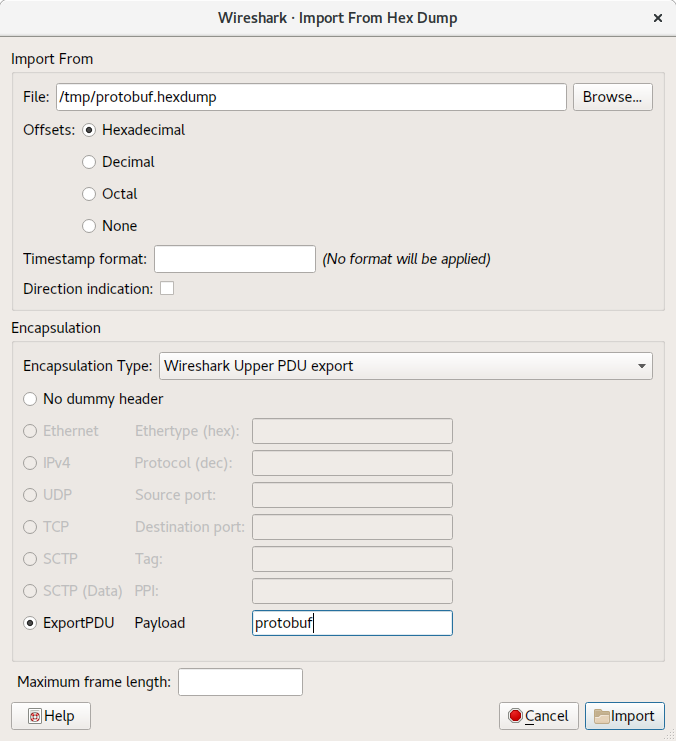 Wireshark · Import From Hex Dump
Import From
File: /tmp/protobuf.hexdump Browse...
Offsets: Hexadecimal
Decimal
Octal
None
Timestamp format: (No format will be applied)
Direction indication:
Encapsulation
Encapsulation Type: Wireshark Upper PDU export
No dummy header
Ethernet Ethertype (hex):
IPv4 Protocol (dec):
UDP Source port:
TCP Destination port:
SCTP Tag:
SCTP (Data) PPI:
ExportPDU Payload protobuf
Maximum frame length:
Help Cancel Import